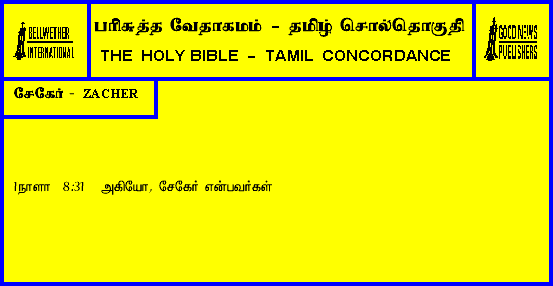 BELLWETHER
INTERNATIONAL
பரிசுத்த வேதாகமம் - தமிழ் சொல்தொகுதி
THE HOLY BIBLE - TAMIL CONCORDANCE
GOOD NEWS
PUBLISHERS
சேகேர் - ZACHER
1நாளா 8:31 அகியோ, சேகேர் என்பவர்கள்